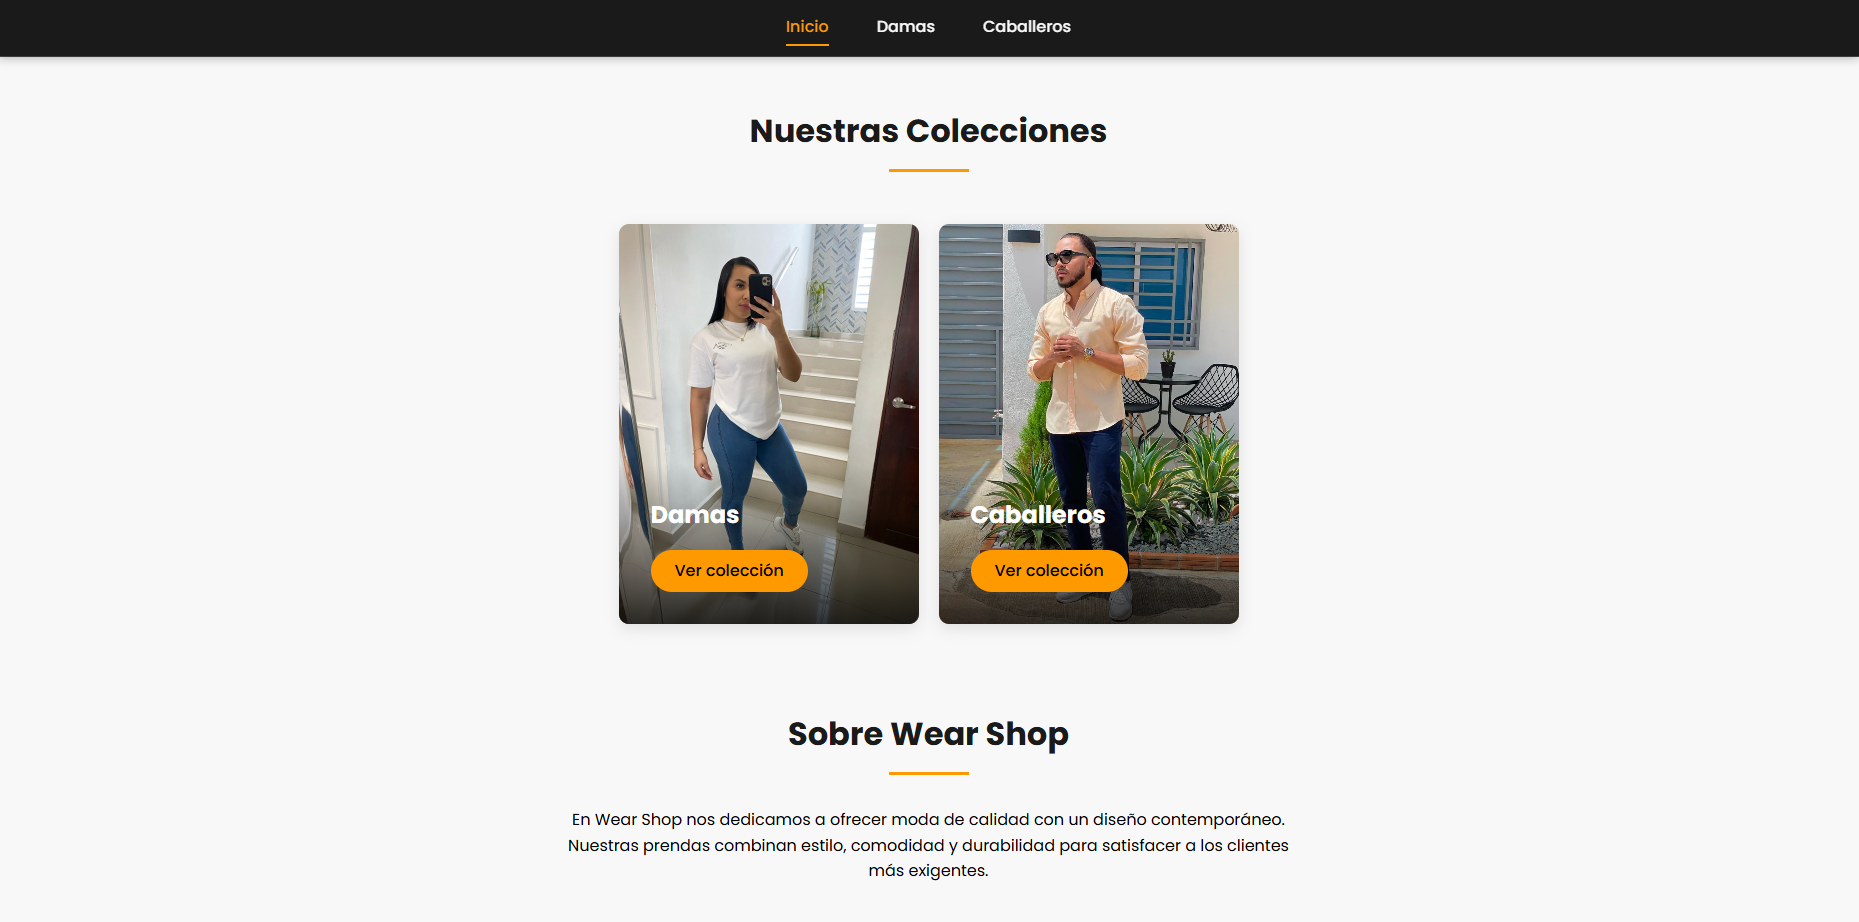 Inicio Damas Caballeros
Nuestras Colecciones
Damas
Ver colección
Caballeros
Ver colección
Sobre Wear Shop
En Wear Shop nos dedicamos a ofrecer moda de calidad con un diseño contemporáneo.
Nuestras prendas combinan estilo, comodidad y durabilidad para satisfacer a los clientes
más exigentes.